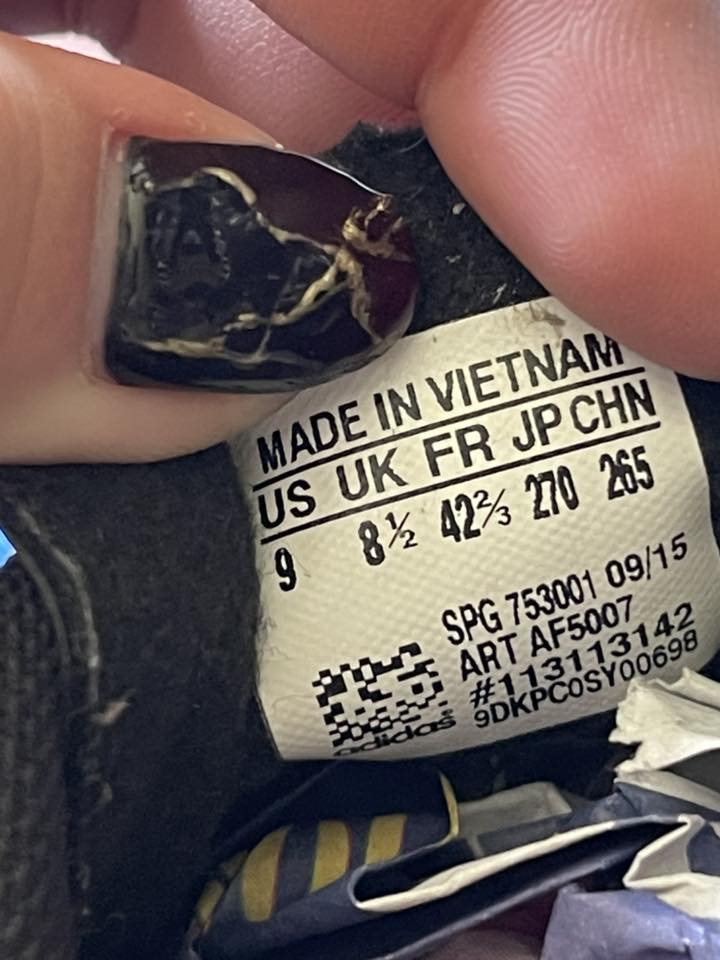 MADE IN VIETNAM
US UK FR JP CHN
9 8½ 42⅔ 270 265
SPG 753001 09/15
ART AF5007
#113113142
9DKPC0SY00698
adidas